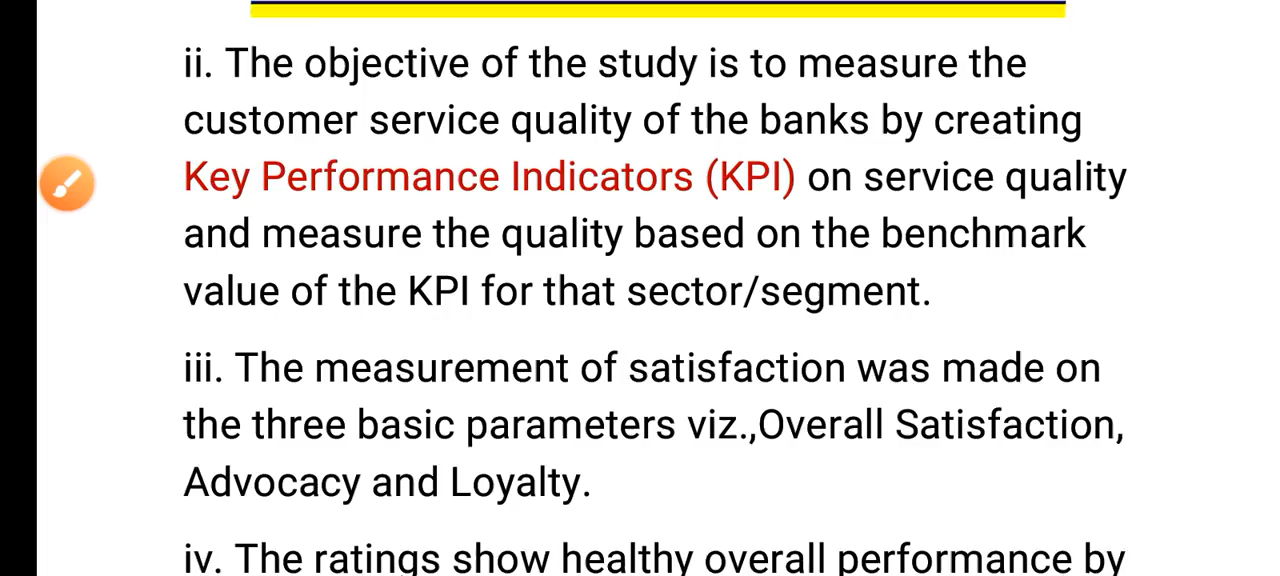 ii. The objective of the study is to measure the
customer service quality of the banks by creating
Key Performance Indicators (KPI) on service quality
and measure the quality based on the benchmark
value of the KPI for that sector/segment.
iii. The measurement of satisfaction was made on
the three basic parameters viz.,Overall Satisfaction,
Advocacy and Loyalty.
iv. The ratings show healthy overall performance by